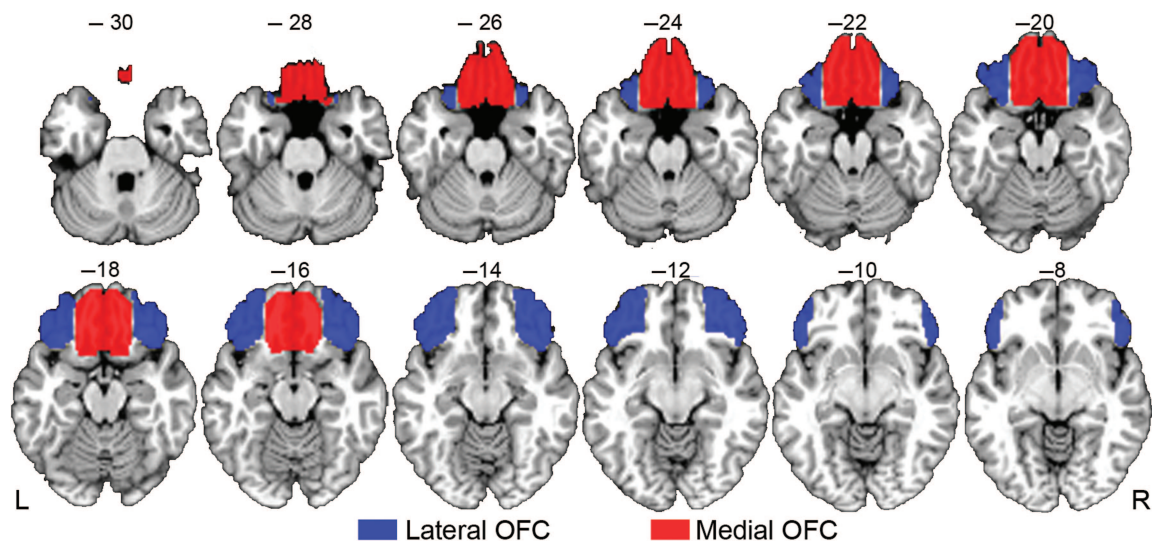 – 30 – 28 – 26 – 24 – 22 –20
–18 –16 –14 –12 –10 –8
L R
Lateral OFC Medial OFC